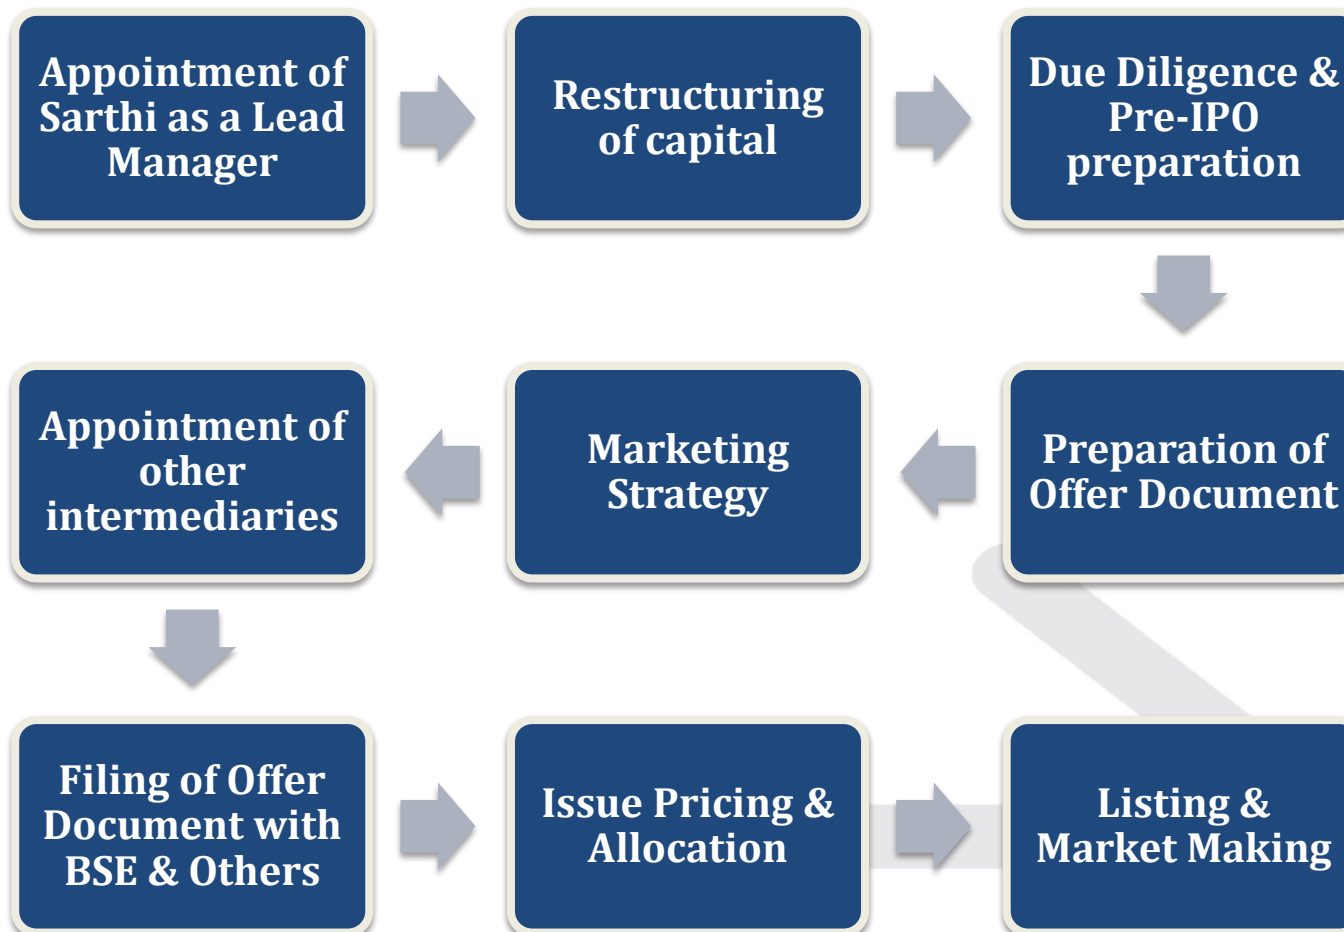 Appointment of
Sarthi as a Lead
Manager
Restructuring
of capital
Due Diligence &
Pre-IPO
preparation
Preparation of
Offer Document
Marketing
Strategy
Appointment of
other
intermediaries
Filing of Offer
Document with
BSE & Others
Issue Pricing &
Allocation
Listing &
Market Making